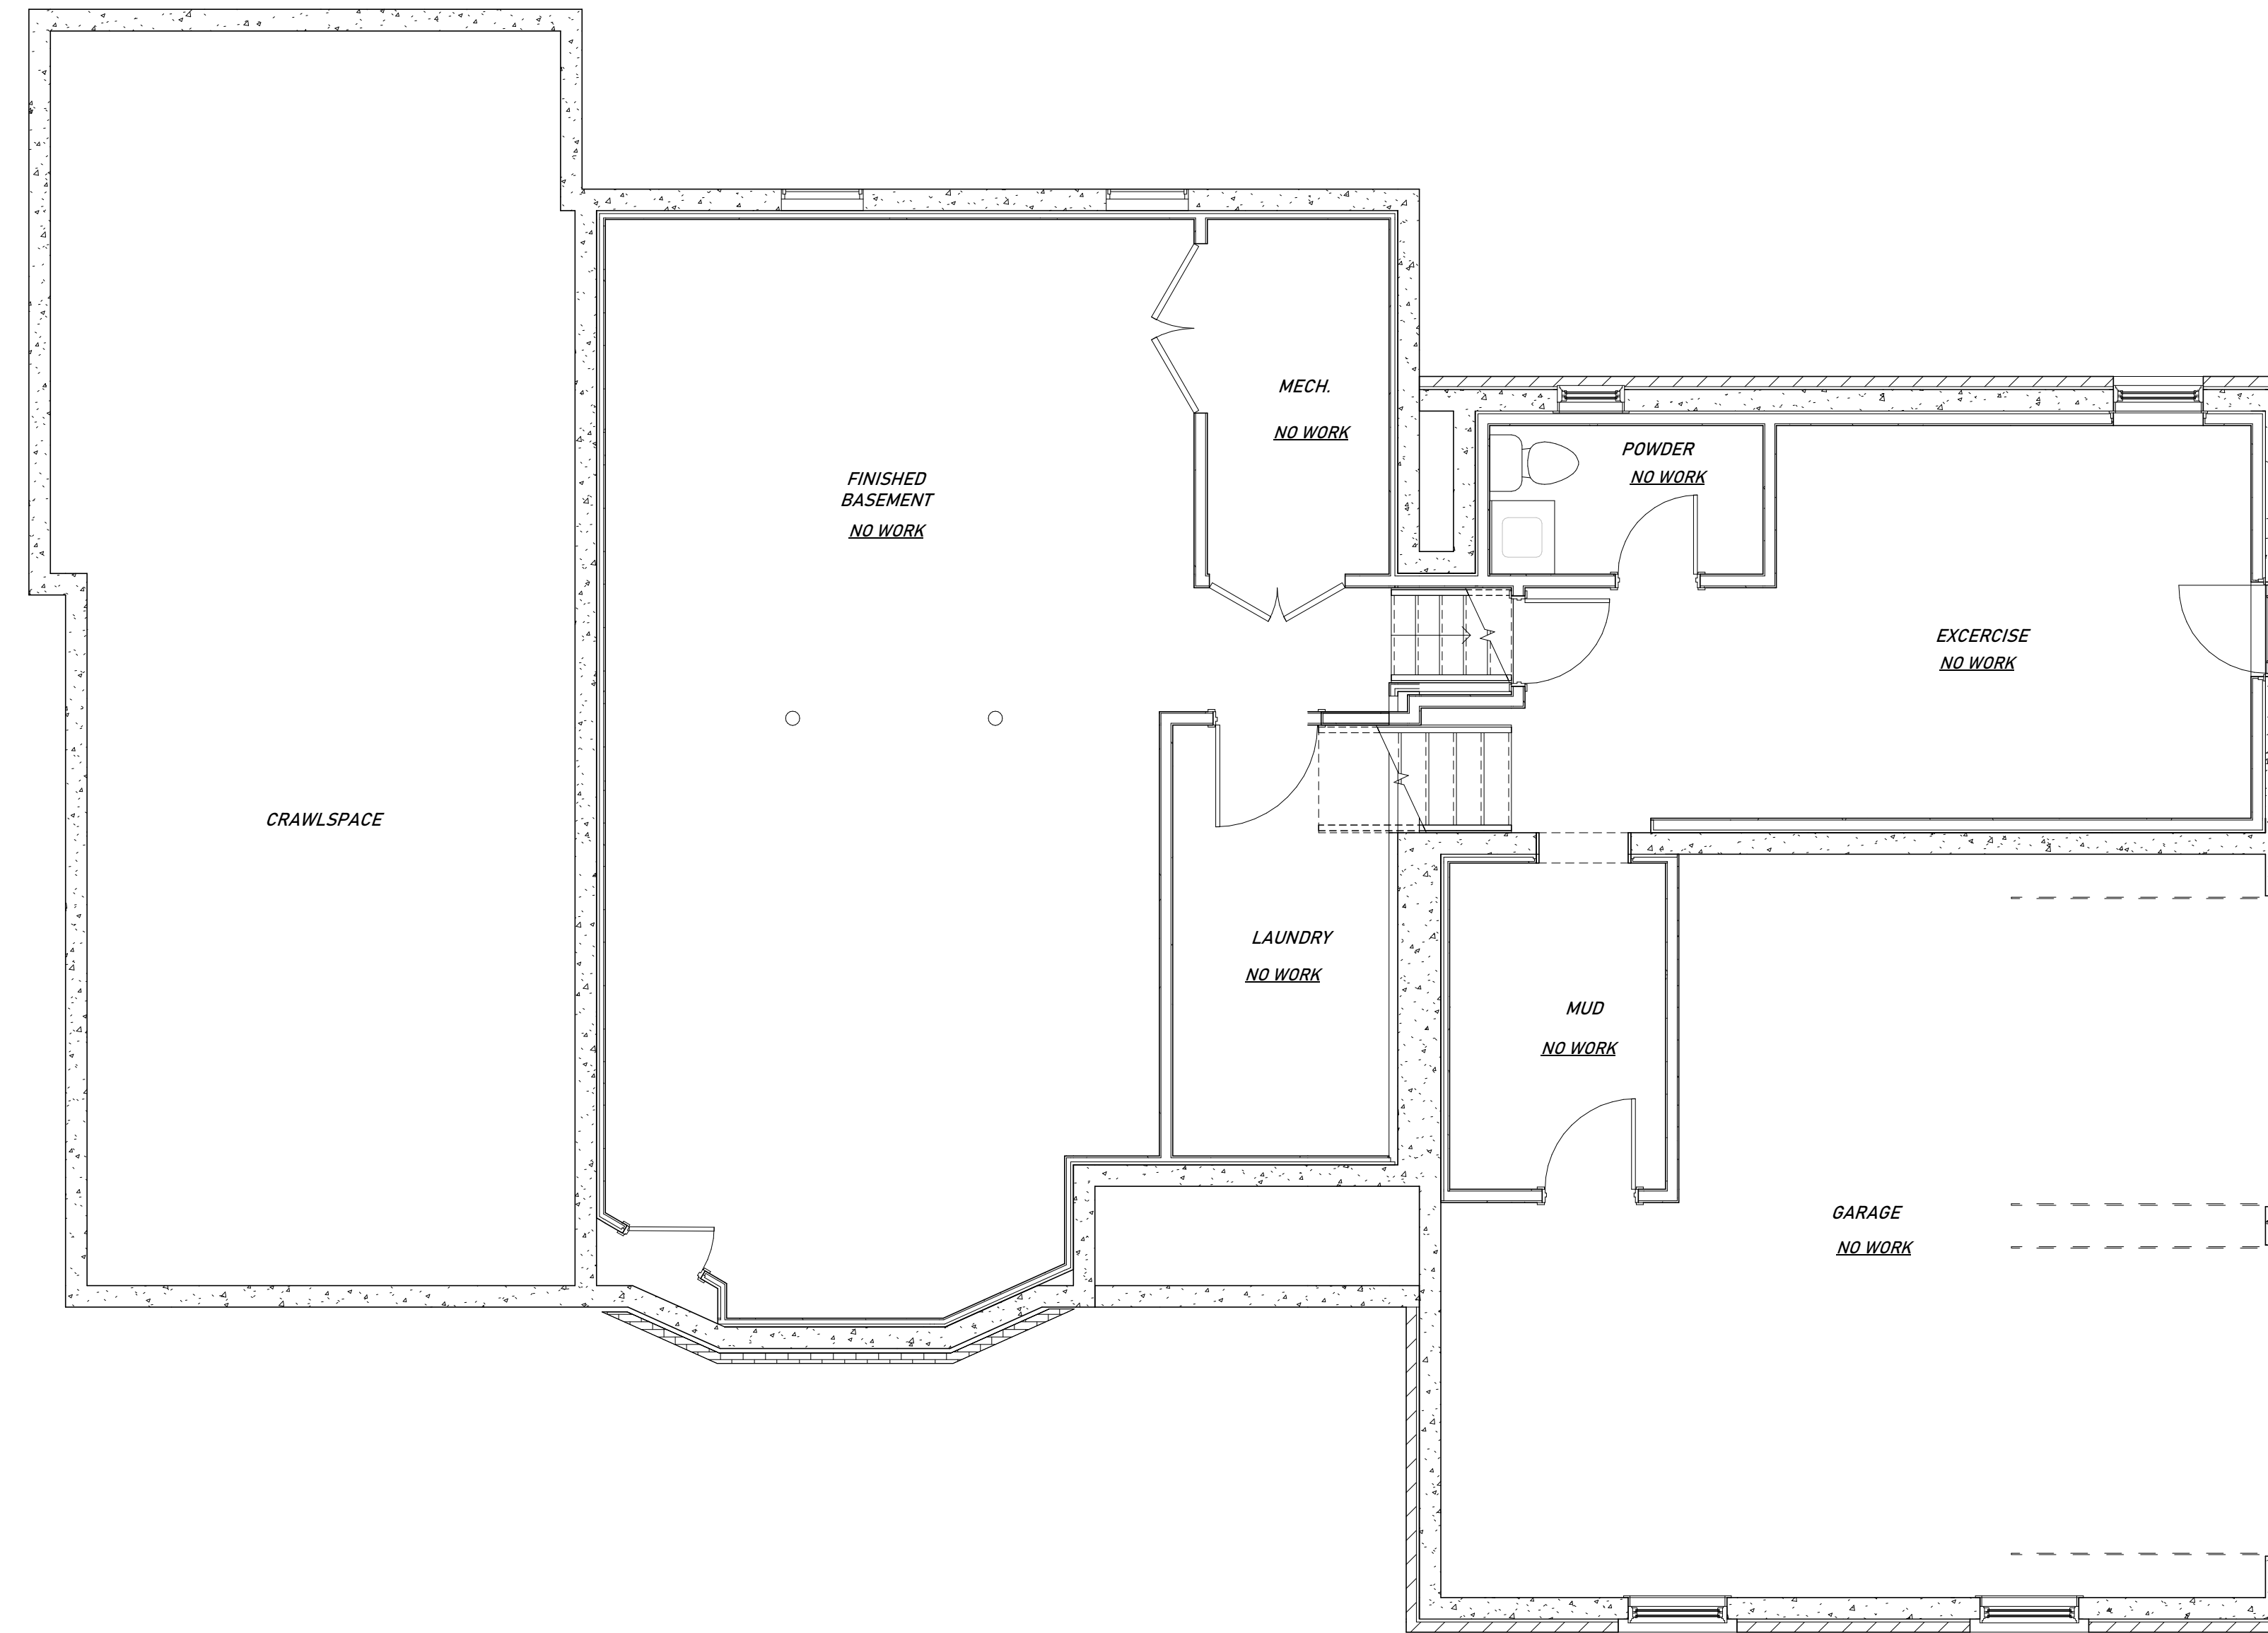 MECH.
NO WORK
POWDER
NO WORK
FINISHED
BASEMENT
NO WORK
EXCERCISE
NO WORK
CRAWLSPACE
LAUNDRY
NO WORK
MUD
NO WORK
GARAGE
NO WORK